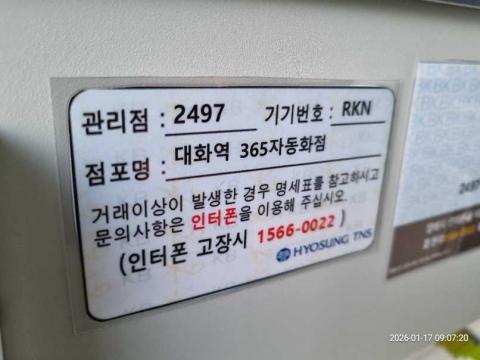 관리점 : 2497 기기번호 : RKN
점포명 : 대화역 365자동화점
거래이상이 발생한 경우 명세표를 참고하시고
문의사항은 인터폰을 이용해 주십시오.
(인터폰 고장시 1566-0022 )
HYOSUNG TNS
2497
2026-01-17 09:07:20